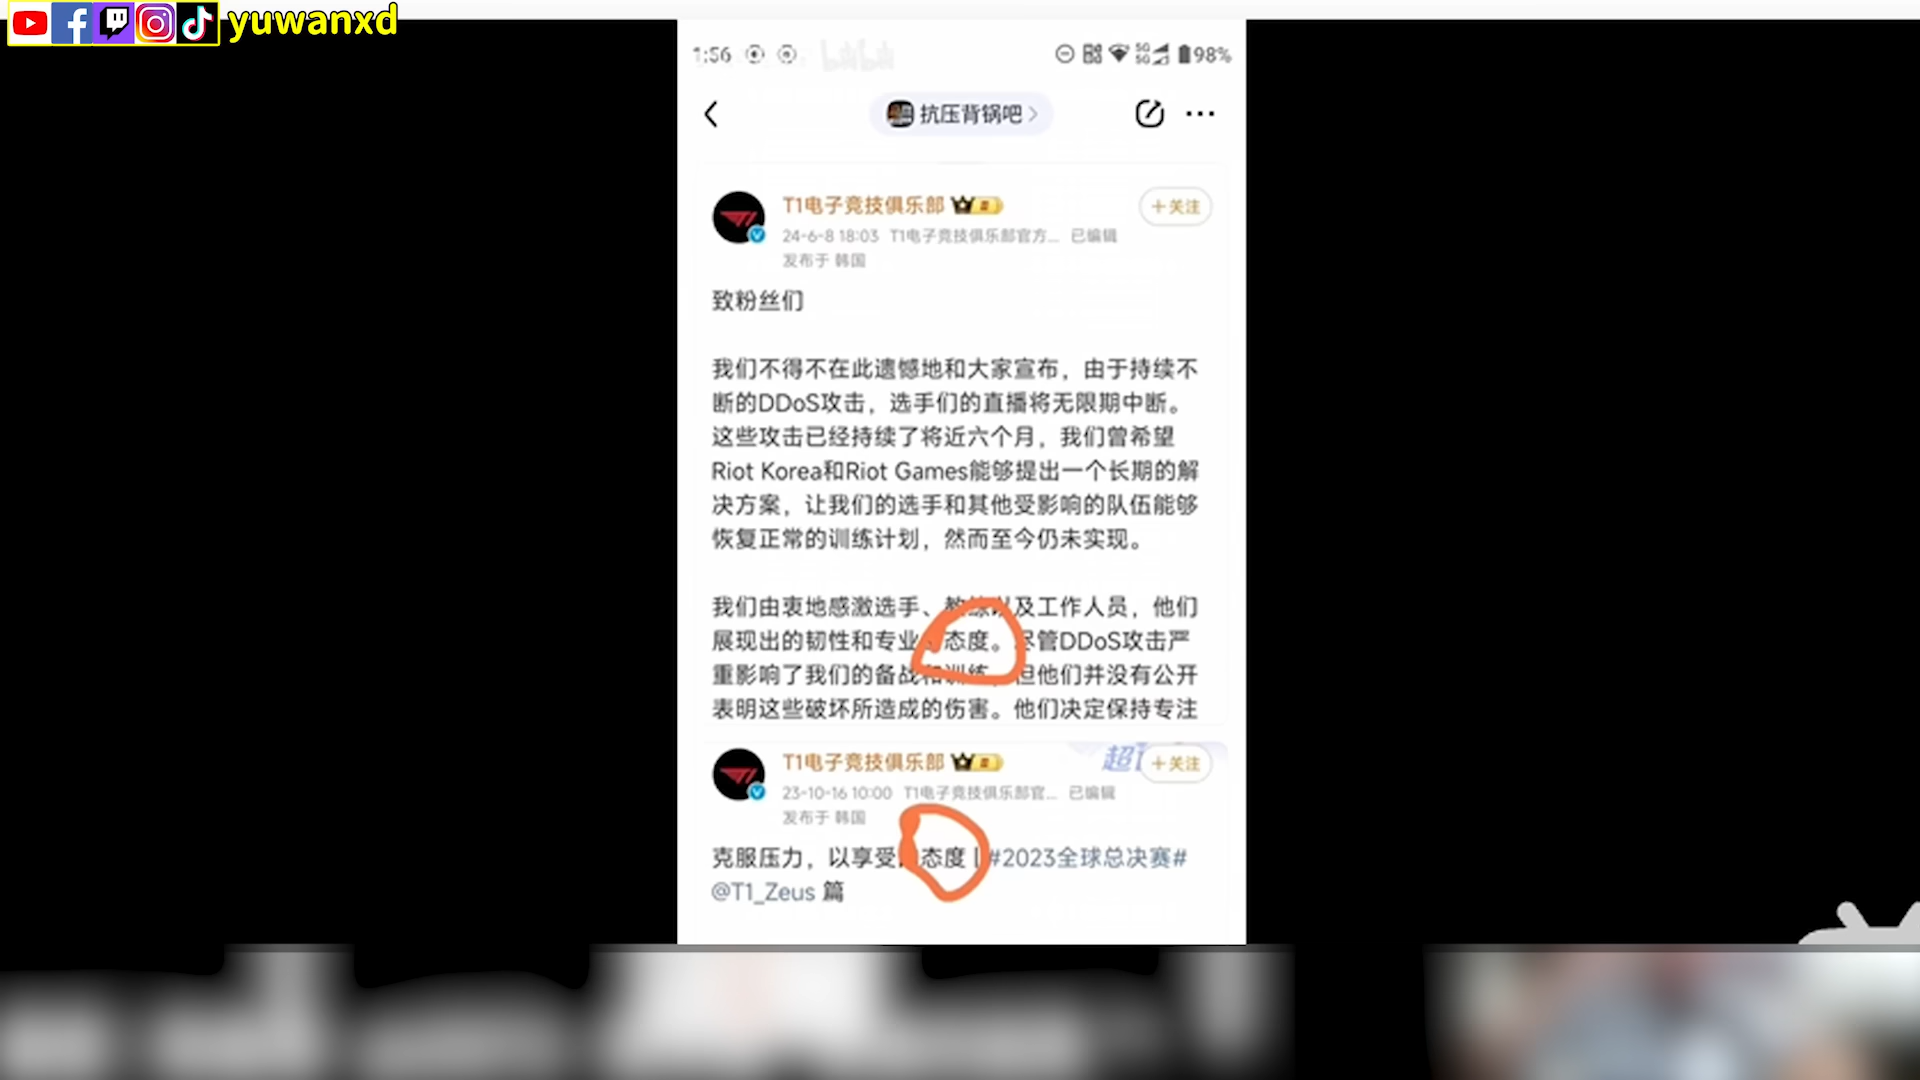 yuwanxd
1:56
5G
5G
98%
抗压背锅吧
T1电子竞技俱乐部
+关注
24-6-8 18:03 T1电子竞技俱乐部官方... 已编辑
发布于 韩国
致粉丝们
我们不得不在此遗憾地和大家宣布，由于持续不
断的DDoS攻击，选手们的直播将无限期中断。
这些攻击已经持续了将近六个月，我们曾希望
Riot Korea和Riot Games能够提出一个长期的解
决方案，让我们的选手和其他受影响的队伍能够
恢复正常的训练计划，然而至今仍未实现。
我们由衷地感激选手、教练以及工作人员，他们
展现出的韧性和专业的态度。尽管DDoS攻击严
重影响了我们的备战和训练，但他们并没有公开
表明这些破坏所造成的伤害。他们决定保持专注
T1电子竞技俱乐部
+关注
23-10-16 10:00 T1电子竞技俱乐部官... 已编辑
发布于 韩国
克服压力，以享受的态度 | #2023全球总决赛#
@T1_Zeus 篇